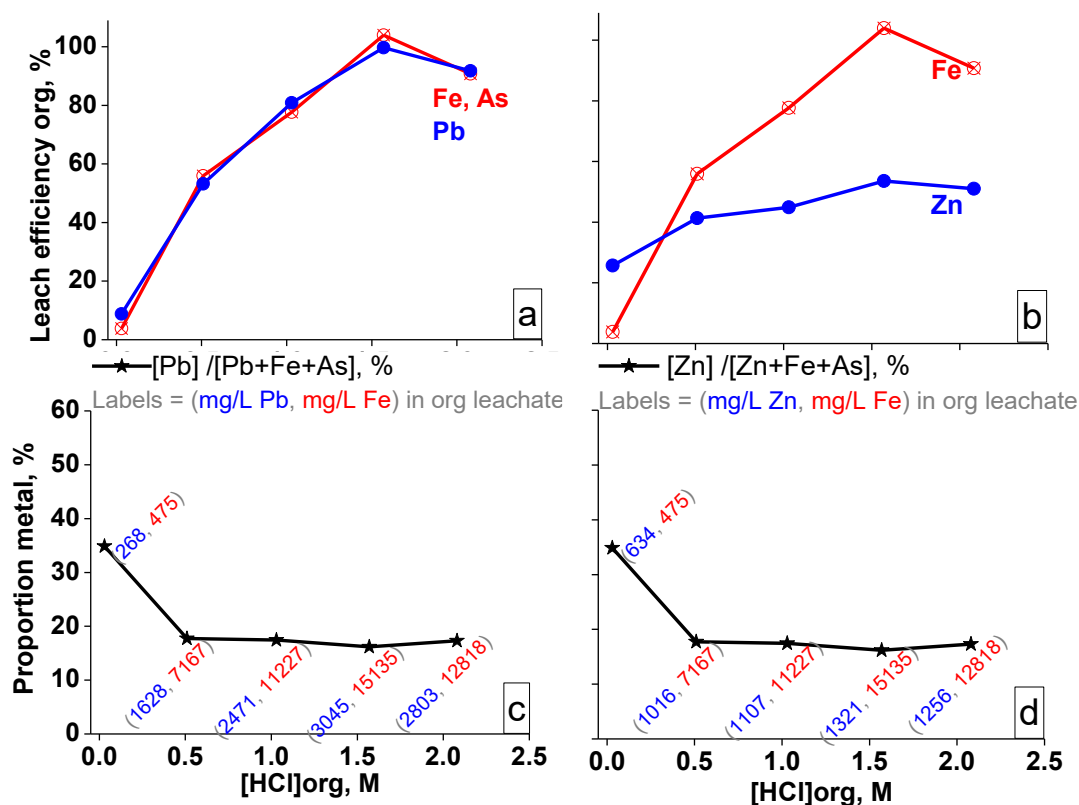 Leach efficiency org, %
100
80
60
40
20
0
Fe, As
Pb
a
Fe
Zn
b
[Pb] /[Pb+Fe+As], %
Labels = (mg/L Pb, mg/L Fe) in org leachate
[Zn] /[Zn+Fe+As], %
Labels = (mg/L Zn, mg/L Fe) in org leachate
Proportion metal, %
60
50
40
30
20
10
0
(268, 475)
(1628, 7167)
(2471, 11227)
(3045, 15135)
(2803, 12818)
c
0.0 0.5 1.0 1.5 2.0 2.5
[HCl]org, M
(634, 475)
(1016, 7167)
(1107, 11227)
(1321, 15135)
(1256, 12818)
d
0.0 0.5 1.0 1.5 2.0 2.5
[HCl]org, M